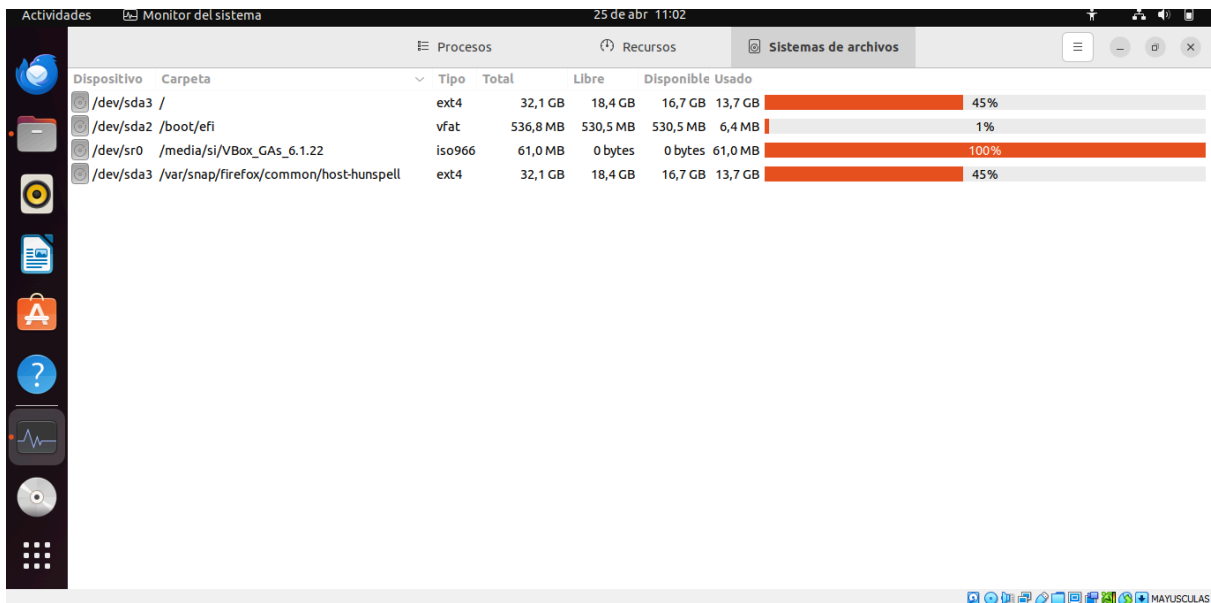 Actividades Monitor del sistema 25 de abr 11:02
Procesos Recursos Sistemas de archivos
Dispositivo Carpeta Tipo Total Libre Disponible Usado
/dev/sda3 / ext4 32,1 GB 18,4 GB 16,7 GB 13,7 GB 45%
/dev/sda2 /boot/efi vfat 536,8 MB 530,5 MB 530,5 MB 6,4 MB 1%
/dev/sr0 /media/si/VBox_GAs_6.1.22 iso966 61,0 MB 0 bytes 0 bytes 61,0 MB 100%
/dev/sda3 /var/snap/firefox/common/host-hunspell ext4 32,1 GB 18,4 GB 16,7 GB 13,7 GB 45%
MAYUSCULAS